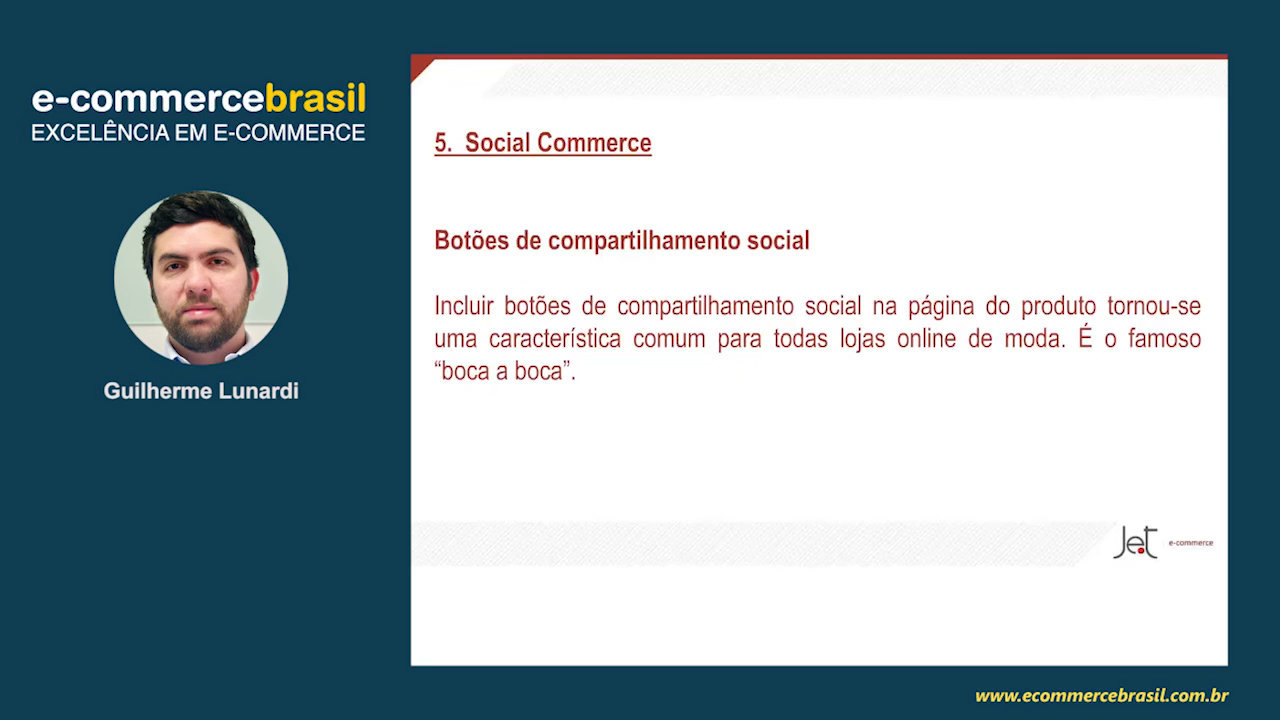 e-commercebrasil
EXCELÊNCIA EM E-COMMERCE
Guilherme Lunardi
5. Social Commerce
Botões de compartilhamento social
Incluir botões de compartilhamento social na página do produto tornou-se
uma característica comum para todas lojas online de moda. É o famoso
“boca a boca”.
Jet e-commerce
www.ecommercebrasil.com.br